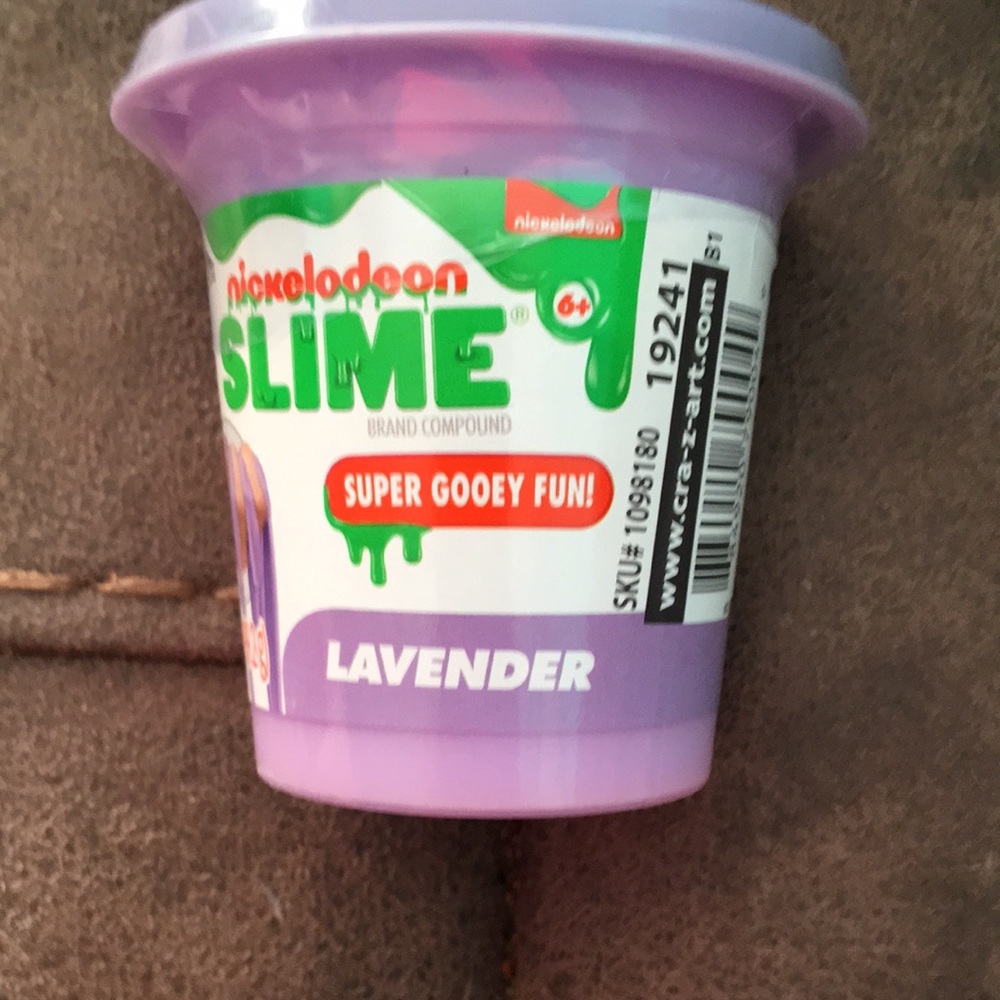 nickelodeon
nickelodeon
SLIME®
6+
BRAND COMPOUND
SUPER GOOEY FUN!
LAVENDER
SKU# 1098180 19241
www.cra-z-art.com